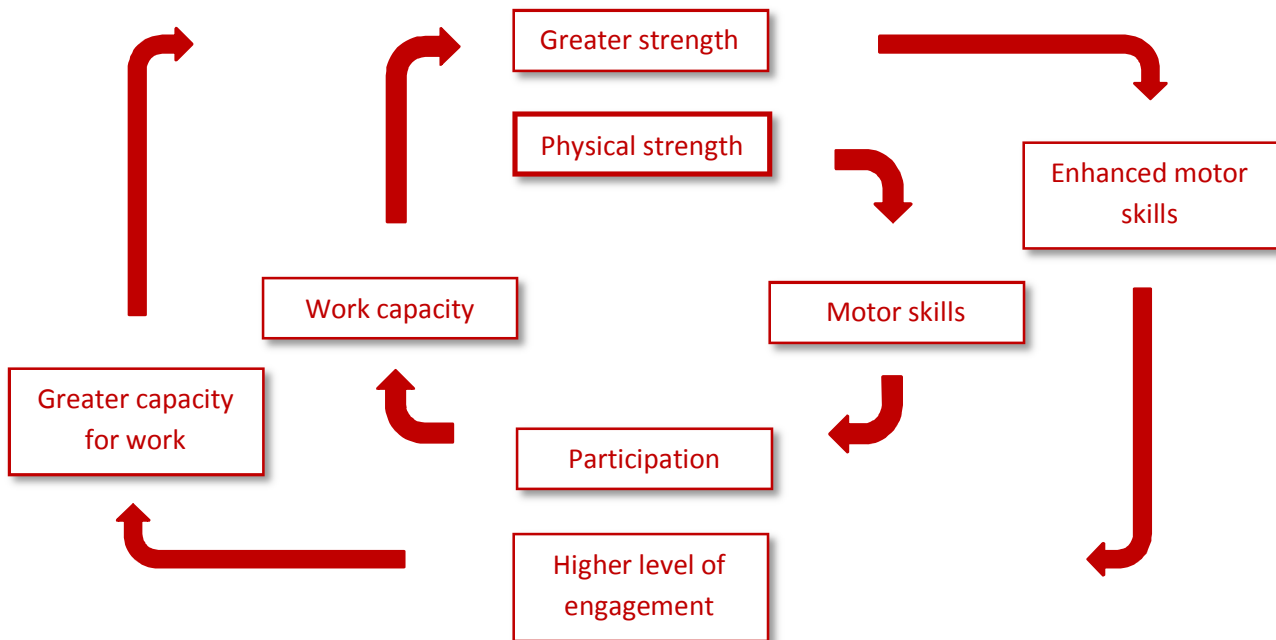 Greater strength
Physical strength
Enhanced motor
skills
Work capacity
Motor skills
Greater capacity
for work
Participation
Higher level of
engagement